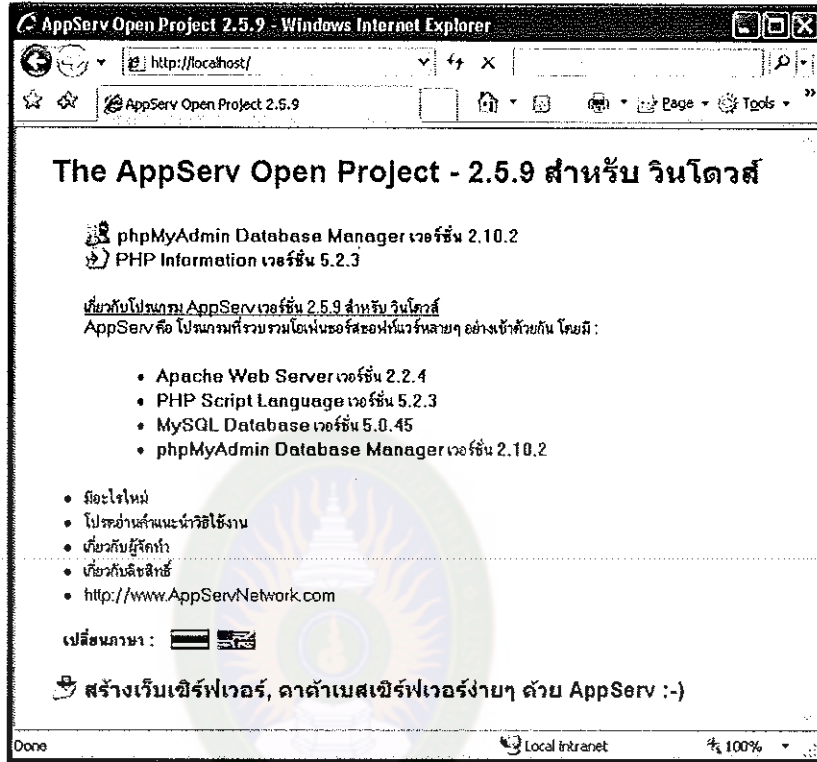 AppServ Open Project 2.5.9 - Windows Internet Explorer
http://localhost/
AppServ Open Project 2.5.9
Page
Tools
The AppServ Open Project - 2.5.9 สำหรับ วินโดวส์
phpMyAdmin Database Manager เวอร์ชั่น 2.10.2
PHP Information เวอร์ชั่น 5.2.3
เกี่ยวกับโปรแกรม AppServ เวอร์ชั่น 2.5.9 สำหรับ วินโดวส์
AppServ คือ โปรแกรมที่รวบรวมโอเพ่นซอร์สซอฟท์แวร์หลายๆ อย่างเข้าด้วยกัน โดยมี :
• Apache Web Server เวอร์ชั่น 2.2.4
• PHP Script Language เวอร์ชั่น 5.2.3
• MySQL Database เวอร์ชั่น 5.0.45
• phpMyAdmin Database Manager เวอร์ชั่น 2.10.2
• มีอะไรใหม่
• โปรดอ่านคำแนะนำวิธีใช้งาน
• เกี่ยวกับผู้จัดทำ
• เกี่ยวกับลิขสิทธิ์
• http://www.AppServNetwork.com
เปลี่ยนภาษา :
สร้างเว็บเซิร์ฟเวอร์, ดาต้าเบสเซิร์ฟเวอร์ง่ายๆ ด้วย AppServ :-)
Done
Local intranet
100%